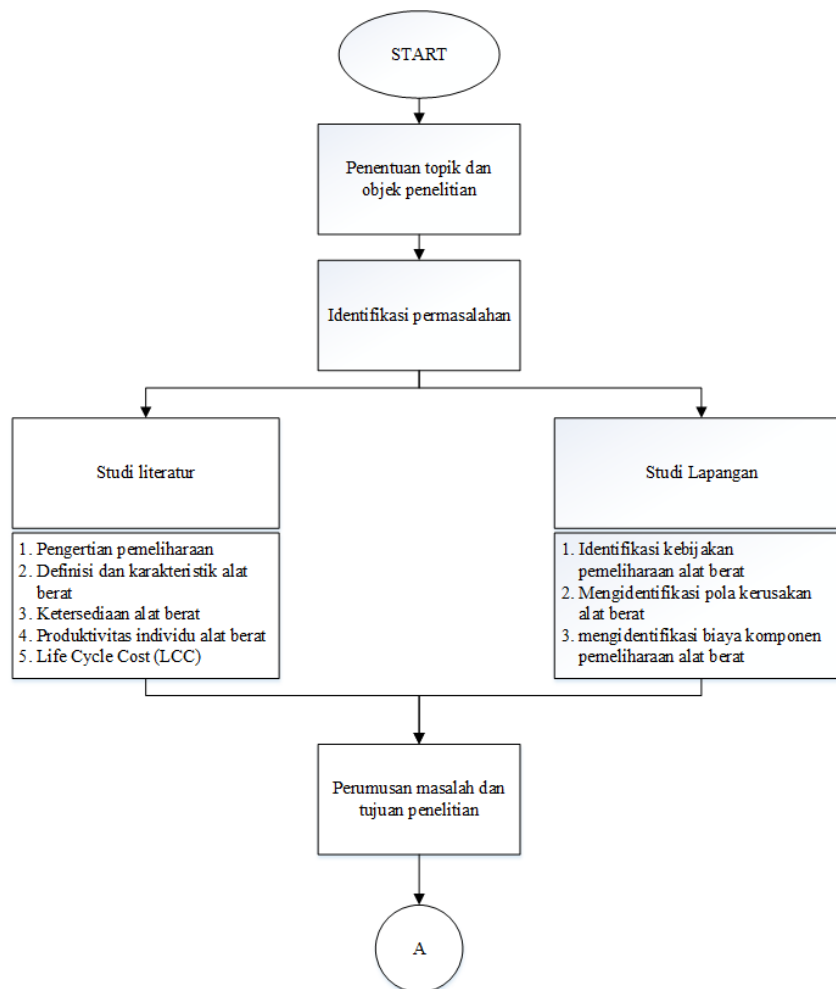 START
Penentuan topik dan
objek penelitian
Identifikasi permasalahan
Studi literatur
1. Pengertian pemeliharaan
2. Definisi dan karakteristik alat
berat
3. Ketersediaan alat berat
4. Produktivitas individu alat berat
5. Life Cycle Cost (LCC)
Studi Lapangan
1. Identifikasi kebijakan
pemeliharaan alat berat
2. Mengidentifikasi pola kerusakan
alat berat
3. mengidentifikasi biaya komponen
pemeliharaan alat berat
Perumusan masalah dan
tujuan penelitian
A